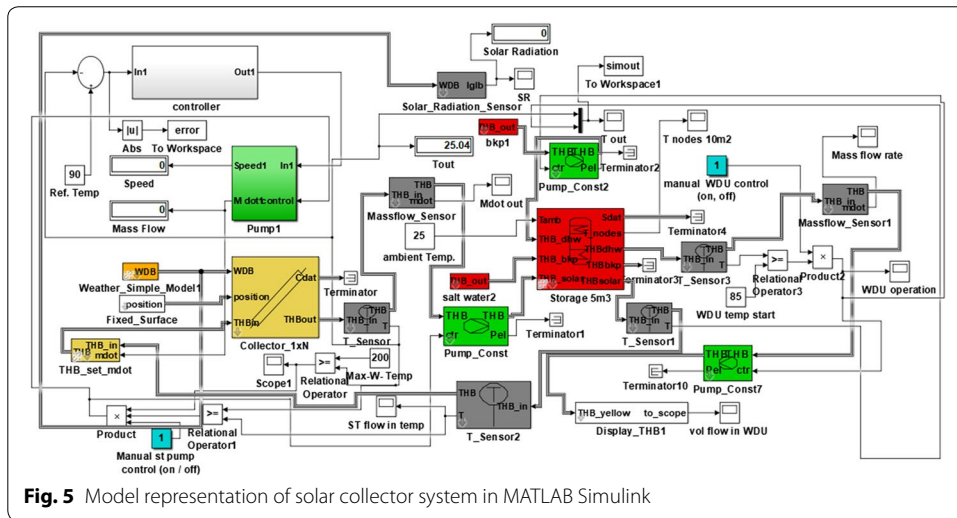 0
Solar Radiation
simout
To Workspace1
-
In1
Out1
controller
WDB
Iglb
Solar_Radiation_Sensor
SR
|u|
Abs
error
To Workspace
25.04
Tout
THB_out
bkp1
THB
THB
ctr
Pel
Pump_Const2
Terminator2
T out
T nodes 10m2
Mass flow rate
90
Ref. Temp
0
Speed
0
Mass Flow
Speed1
In1
M dott
control
Pump1
THB
THB_in
mdot
Massflow_Sensor
Mdot out
25
ambient Temp.
Tamb
THB_dhw
THB_bkp
THB_solar
Sdat
T_nodes
THBdhw
THBbkp
THBsolar
Storage 5m3
Terminator4
1
manual WDU control
(on, off)
THB
THB_in
mdot
Massflow_Sensor1
THB
THB_in
T
T_Sensor3
Terminator3
>=
Relational
Operator3
×
Product2
WDU operation
85
WDU temp start
WDB
Weather_Simple_Model1
position
Fixed_Surface
WDB
position
THBin
Cdat
THBout
Collector_1xN
Terminator
THB
THB_in
T
T_Sensor
THB_out
salt water2
THB
THB
ctr
Pel
Pump_Const
Terminator1
THB
THB_in
T
T_Sensor1
THB_in
THB
mdot
THB_set_mdot
Scope1
>=
Relational
Operator
200
Max-W- Temp
THB
THB
Pel
ctr
Pump_Const7
Terminator10
×
Product
>=
Relational
Operator1
1
Manual st pump
control (on / off)
ST flow in temp
THB
THB_in
T
T_Sensor2
THB_yellow
to_scope
Display_THB1
vol flow in WDU
Fig. 5 Model representation of solar collector system in MATLAB Simulink